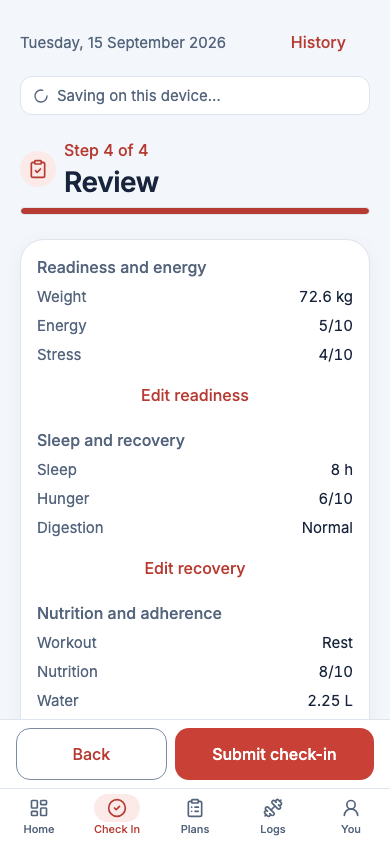 Tuesday, 15 September 2026 History
Saving on this device...
Step 4 of 4
Review
Readiness and energy
Weight 72.6 kg
Energy 5/10
Stress 4/10
Edit readiness
Sleep and recovery
Sleep 8 h
Hunger 6/10
Digestion Normal
Edit recovery
Nutrition and adherence
Workout Rest
Nutrition 8/10
Water 2.25 L
Back Submit check-in
Home Check In Plans Logs You